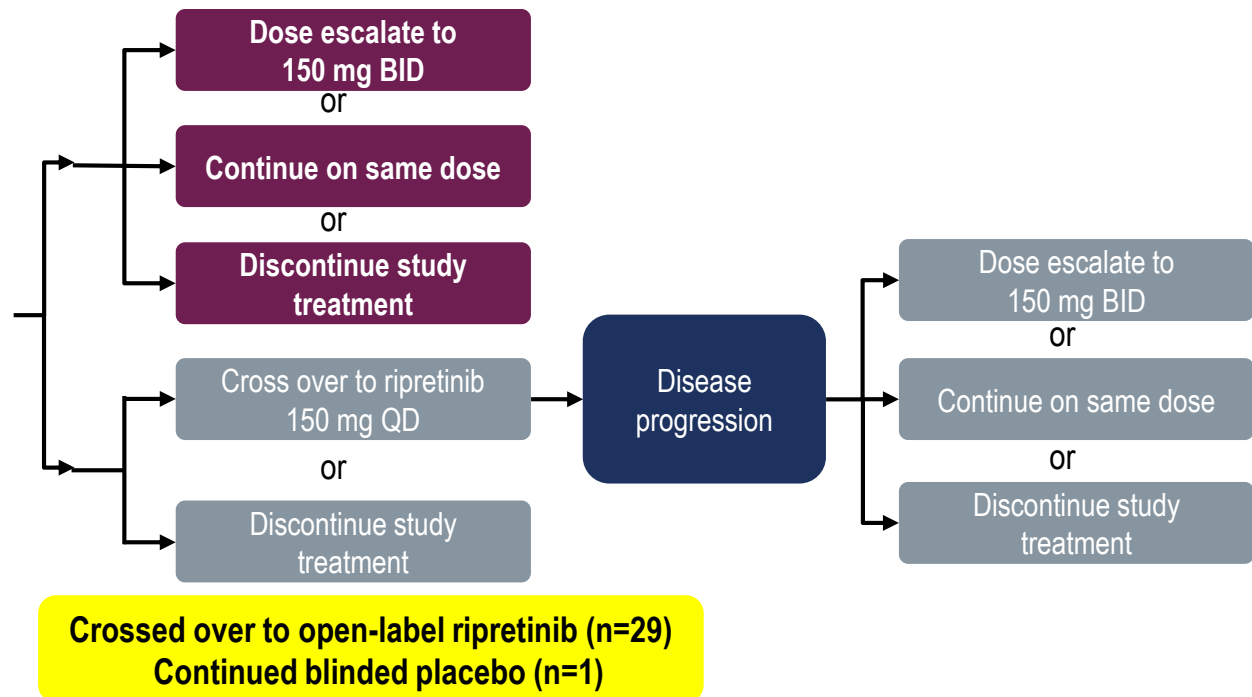 Dose escalate to
150 mg BID
or
Continue on same dose
or
Discontinue study
treatment
Cross over to ripretinib
150 mg QD
or
Discontinue study
treatment
Disease
progression
Dose escalate to
150 mg BID
or
Continue on same dose
or
Discontinue study
treatment
Crossed over to open-label ripretinib (n=29)
Continued blinded placebo (n=1)